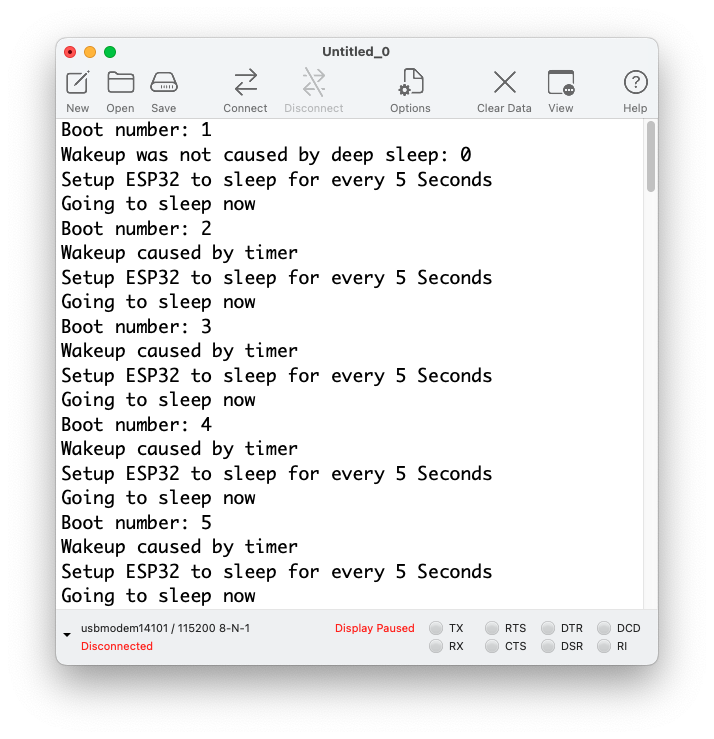 Untitled_0
New Open Save Connect Disconnect Options Clear Data View Help
Boot number: 1
Wakeup was not caused by deep sleep: 0
Setup ESP32 to sleep for every 5 Seconds
Going to sleep now
Boot number: 2
Wakeup caused by timer
Setup ESP32 to sleep for every 5 Seconds
Going to sleep now
Boot number: 3
Wakeup caused by timer
Setup ESP32 to sleep for every 5 Seconds
Going to sleep now
Boot number: 4
Wakeup caused by timer
Setup ESP32 to sleep for every 5 Seconds
Going to sleep now
Boot number: 5
Wakeup caused by timer
Setup ESP32 to sleep for every 5 Seconds
Going to sleep now
usbmodem14101 / 115200 8-N-1 Display Paused TX RTS DTR DCD
Disconnected RX CTS DSR RI